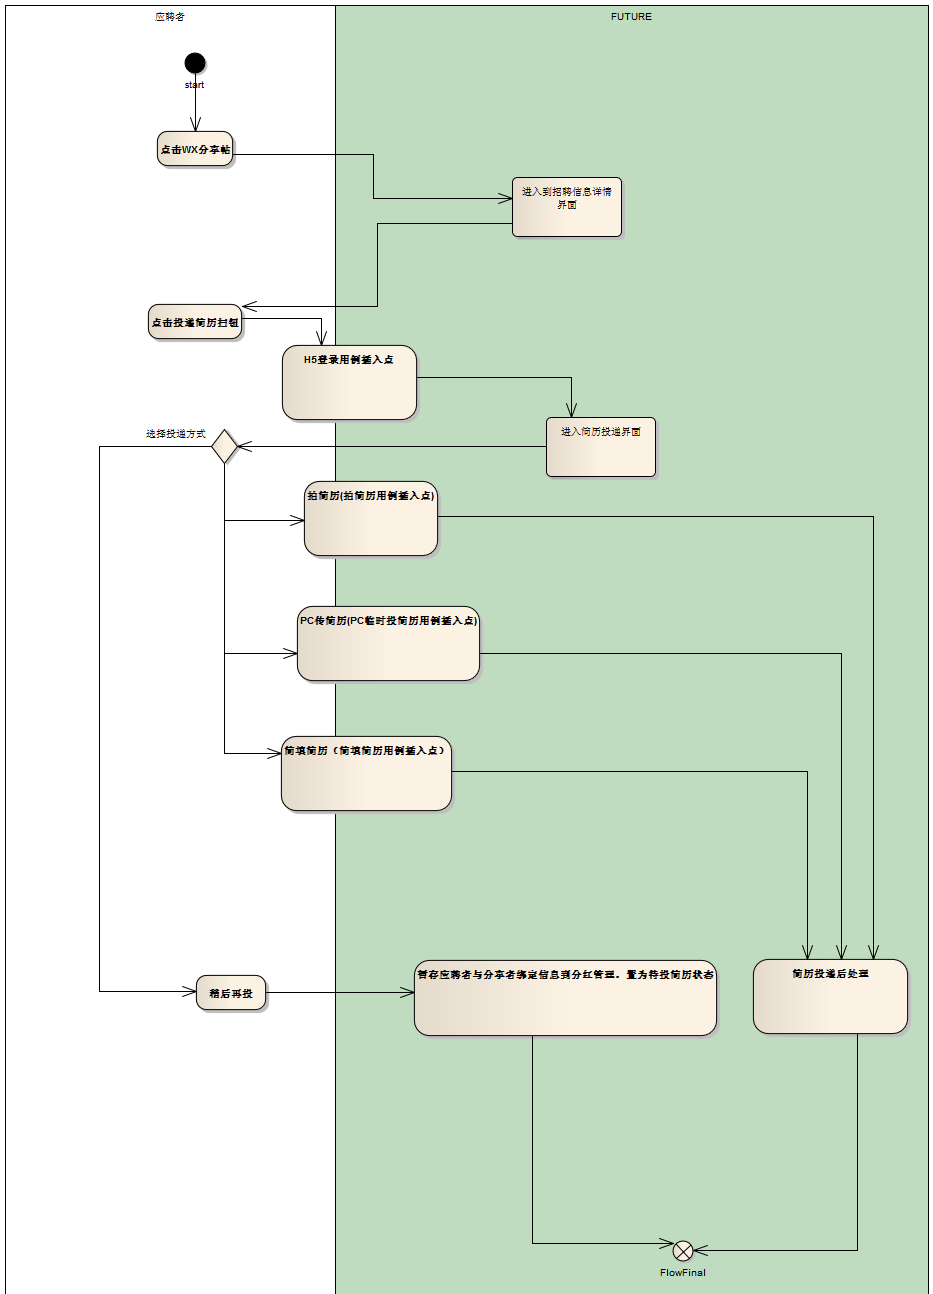 应聘者
FUTURE
start
点击WX分享帖
进入到招聘信息详情
界面
点击投递简历扫钮
H5登录用例插入点
进入简历投递界面
选择投递方式
拍简历(拍简历用例插入点)
PC传简历(PC临时投简历用例插入点)
简填简历（简填简历用例插入点）
稍后再投
暂存应聘者与分享者绑定信息到分红管理，置为待投简历状态
简历投递后处理
FlowFinal